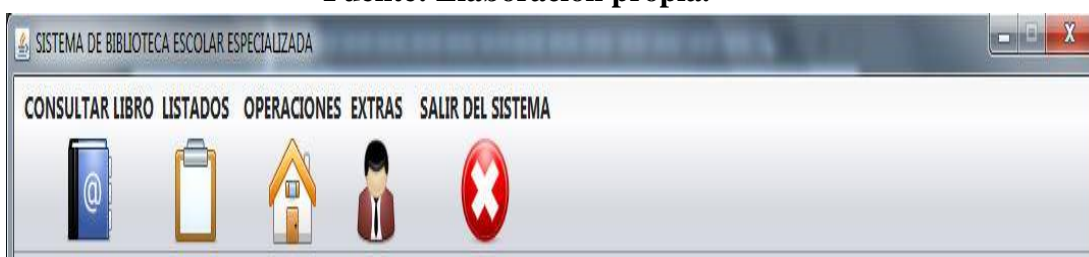 Fuente: Elaboración propia.
SISTEMA DE BIBLIOTECA ESCOLAR ESPECIALIZADA
CONSULTAR LIBRO LISTADOS OPERACIONES EXTRAS SALIR DEL SISTEMA
@